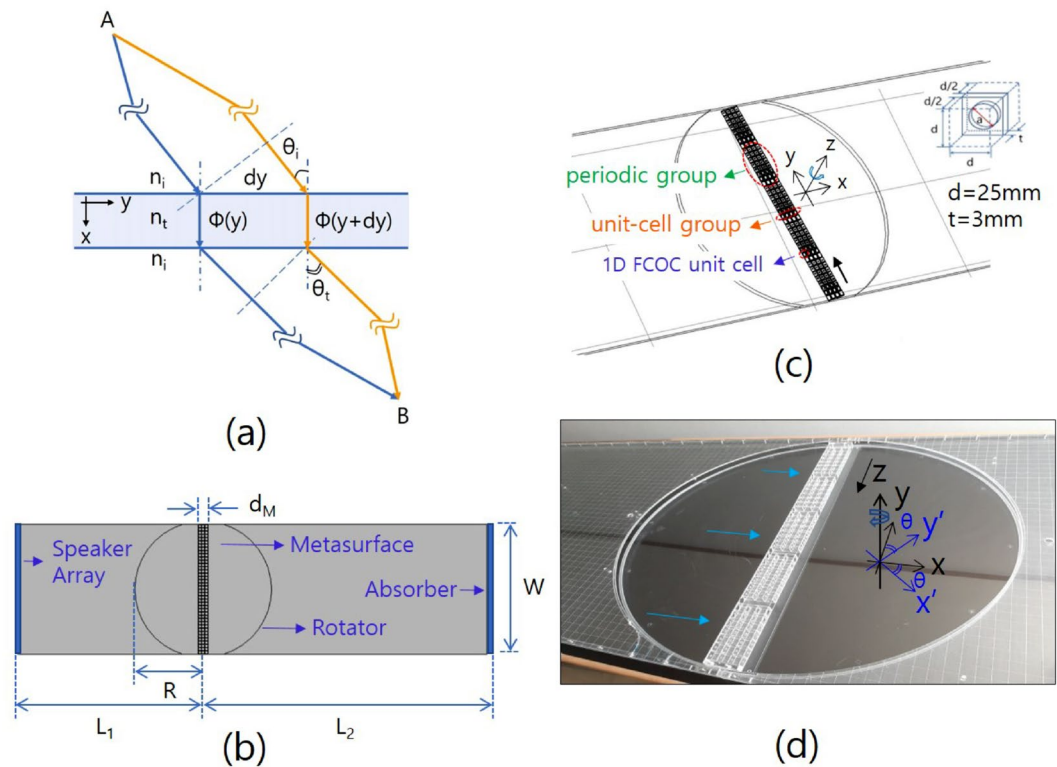 A
θi
ni
dy
y
nt
Φ(y)
Φ(y+dy)
x
ni
θt
B
(a)
dM
Speaker
Array
Metasurface
Absorber
W
Rotator
R
L1
L2
(b)
d/2
d/2
d
a
t
d
z
y
x
periodic group
unit-cell group
1D FCOC unit cell
d=25mm
t=3mm
(c)
z
y
θ
y'
x
θ
x'
(d)